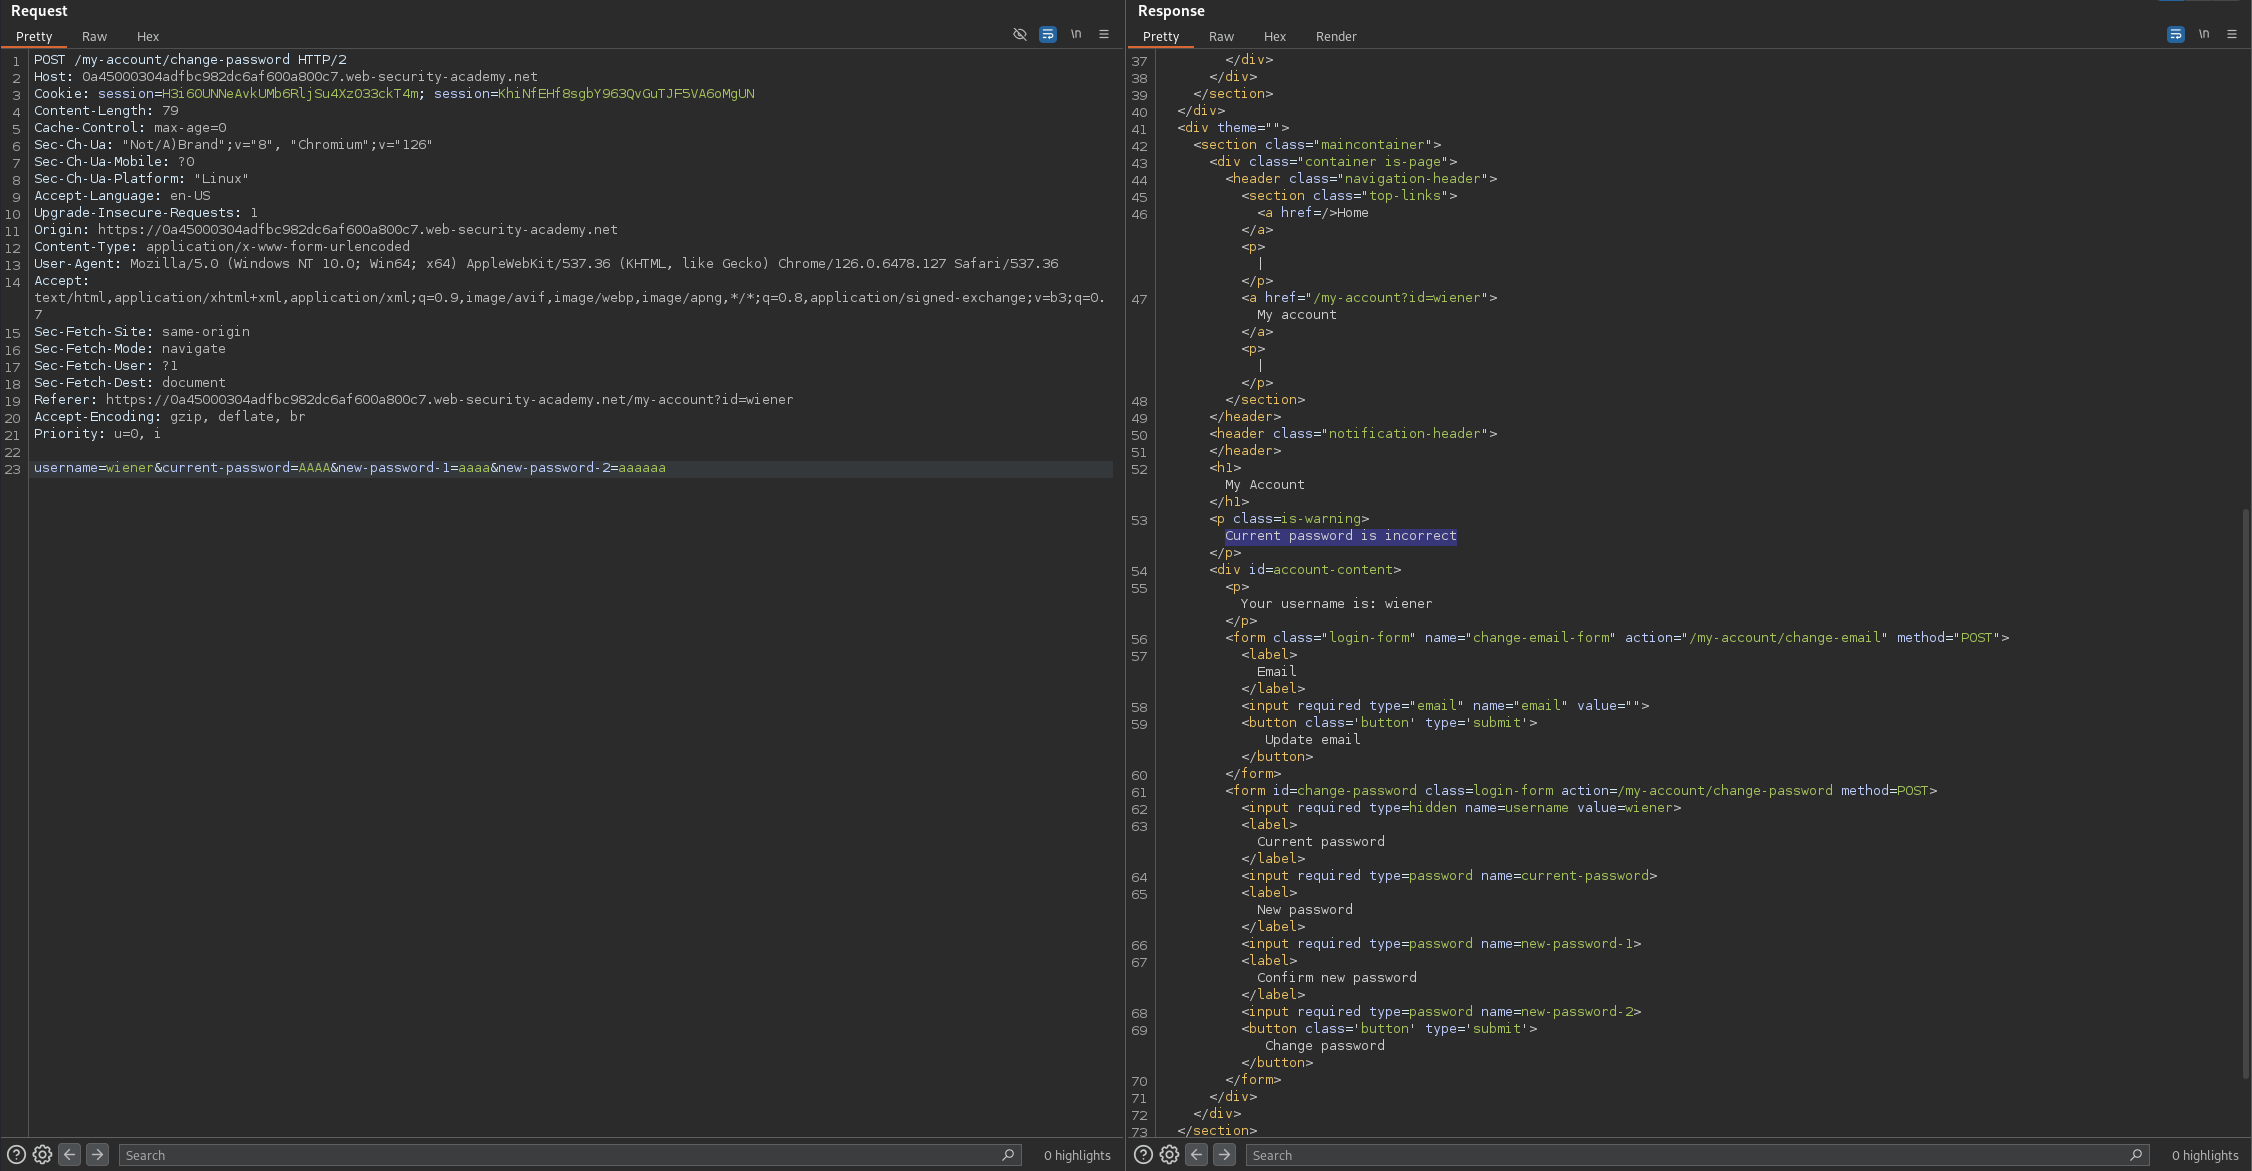 Request
Pretty Raw Hex
\n
1 POST /my-account/change-password HTTP/2
2 Host: 0a45000304adfbc982dc6af600a800c7.web-security-academy.net
3 Cookie: session=H3i60UNNeAvkUMb6RljSu4XzO33ckT4m; session=KhiNfEHf8sgbY963QvGuTJF5VA6oMgUN
4 Content-Length: 79
5 Cache-Control: max-age=0
6 Sec-Ch-Ua: "Not/A)Brand";v="8", "Chromium";v="126"
7 Sec-Ch-Ua-Mobile: ?0
8 Sec-Ch-Ua-Platform: "Linux"
9 Accept-Language: en-US
10 Upgrade-Insecure-Requests: 1
11 Origin: https://0a45000304adfbc982dc6af600a800c7.web-security-academy.net
12 Content-Type: application/x-www-form-urlencoded
13 User-Agent: Mozilla/5.0 (Windows NT 10.0; Win64; x64) AppleWebKit/537.36 (KHTML, like Gecko) Chrome/126.0.6478.127 Safari/537.36
14 Accept:
text/html,application/xhtml+xml,application/xml;q=0.9,image/avif,image/webp,image/apng,*/*;q=0.8,application/signed-exchange;v=b3;q=0.
7
15 Sec-Fetch-Site: same-origin
16 Sec-Fetch-Mode: navigate
17 Sec-Fetch-User: ?1
18 Sec-Fetch-Dest: document
19 Referer: https://0a45000304adfbc982dc6af600a800c7.web-security-academy.net/my-account?id=wiener
20 Accept-Encoding: gzip, deflate, br
21 Priority: u=0, i
22
23 username=wiener&current-password=AAAA&new-password-1=aaaa&new-password-2=aaaaaa
Search
0 highlights
Response
Pretty Raw Hex Render
\n
37 </div>
38 </div>
39 </section>
40 </div>
41 <div theme="">
42 <section class="maincontainer">
43 <div class="container is-page">
44 <header class="navigation-header">
45 <section class="top-links">
46 <a href=/>Home
</a>
<p>
|
</p>
47 <a href="/my-account?id=wiener">
My account
</a>
<p>
|
</p>
48 </section>
49 </header>
50 <header class="notification-header">
51 </header>
52 <h1>
My Account
</h1>
53 <p class=is-warning>
Current password is incorrect
</p>
54 <div id=account-content>
55 <p>
Your username is: wiener
</p>
56 <form class="login-form" name="change-email-form" action="/my-account/change-email" method="POST">
57 <label>
Email
</label>
58 <input required type="email" name="email" value="">
59 <button class='button' type='submit'>
Update email
</button>
60 </form>
61 <form id=change-password class=login-form action=/my-account/change-password method=POST>
62 <input required type=hidden name=username value=wiener>
63 <label>
Current password
</label>
64 <input required type=password name=current-password>
65 <label>
New password
</label>
66 <input required type=password name=new-password-1>
67 <label>
Confirm new password
</label>
68 <input required type=password name=new-password-2>
69 <button class='button' type='submit'>
Change password
</button>
70 </form>
71 </div>
72 </div>
73 </section>
Search
0 highlights